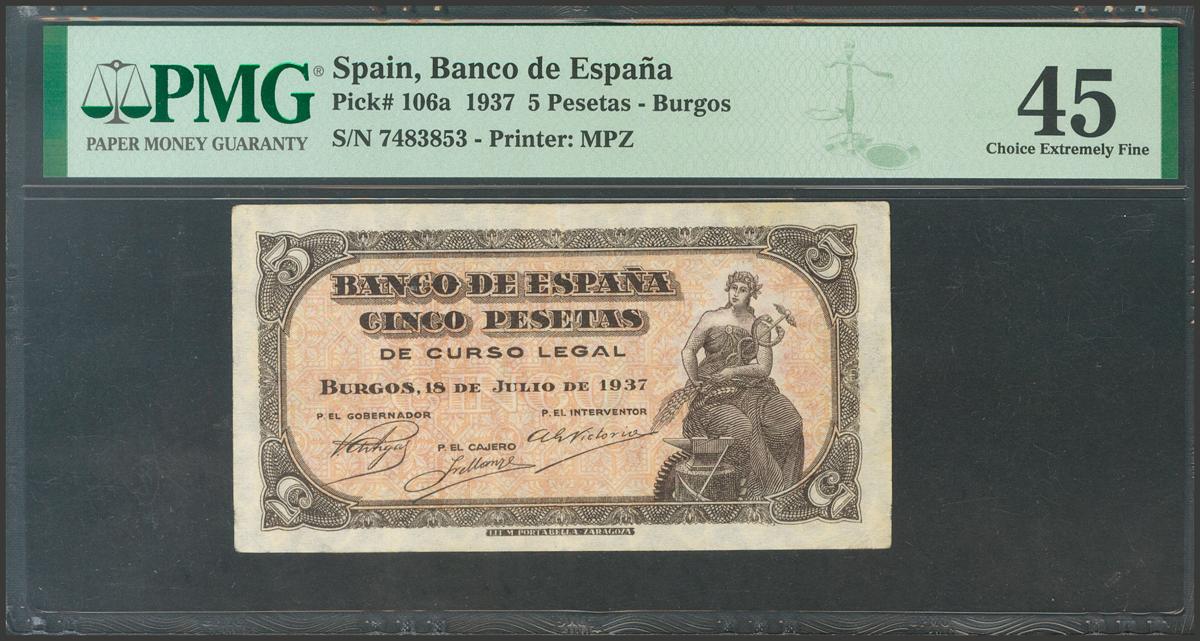 PMG®
PAPER MONEY GUARANTY
Spain, Banco de España
Pick# 106a 1937 5 Pesetas - Burgos
S/N 7483853 - Printer: MPZ
45
Choice Extremely Fine
5 5
BANCO DE ESPAÑA
CINCO PESETAS
DE CURSO LEGAL
BURGOS, 18 DE JULIO DE 1937
P. EL GOBERNADOR
P. EL INTERVENTOR
P. EL CAJERO
5 5
LIT. M. PORTABELLA - ZARAGOZA